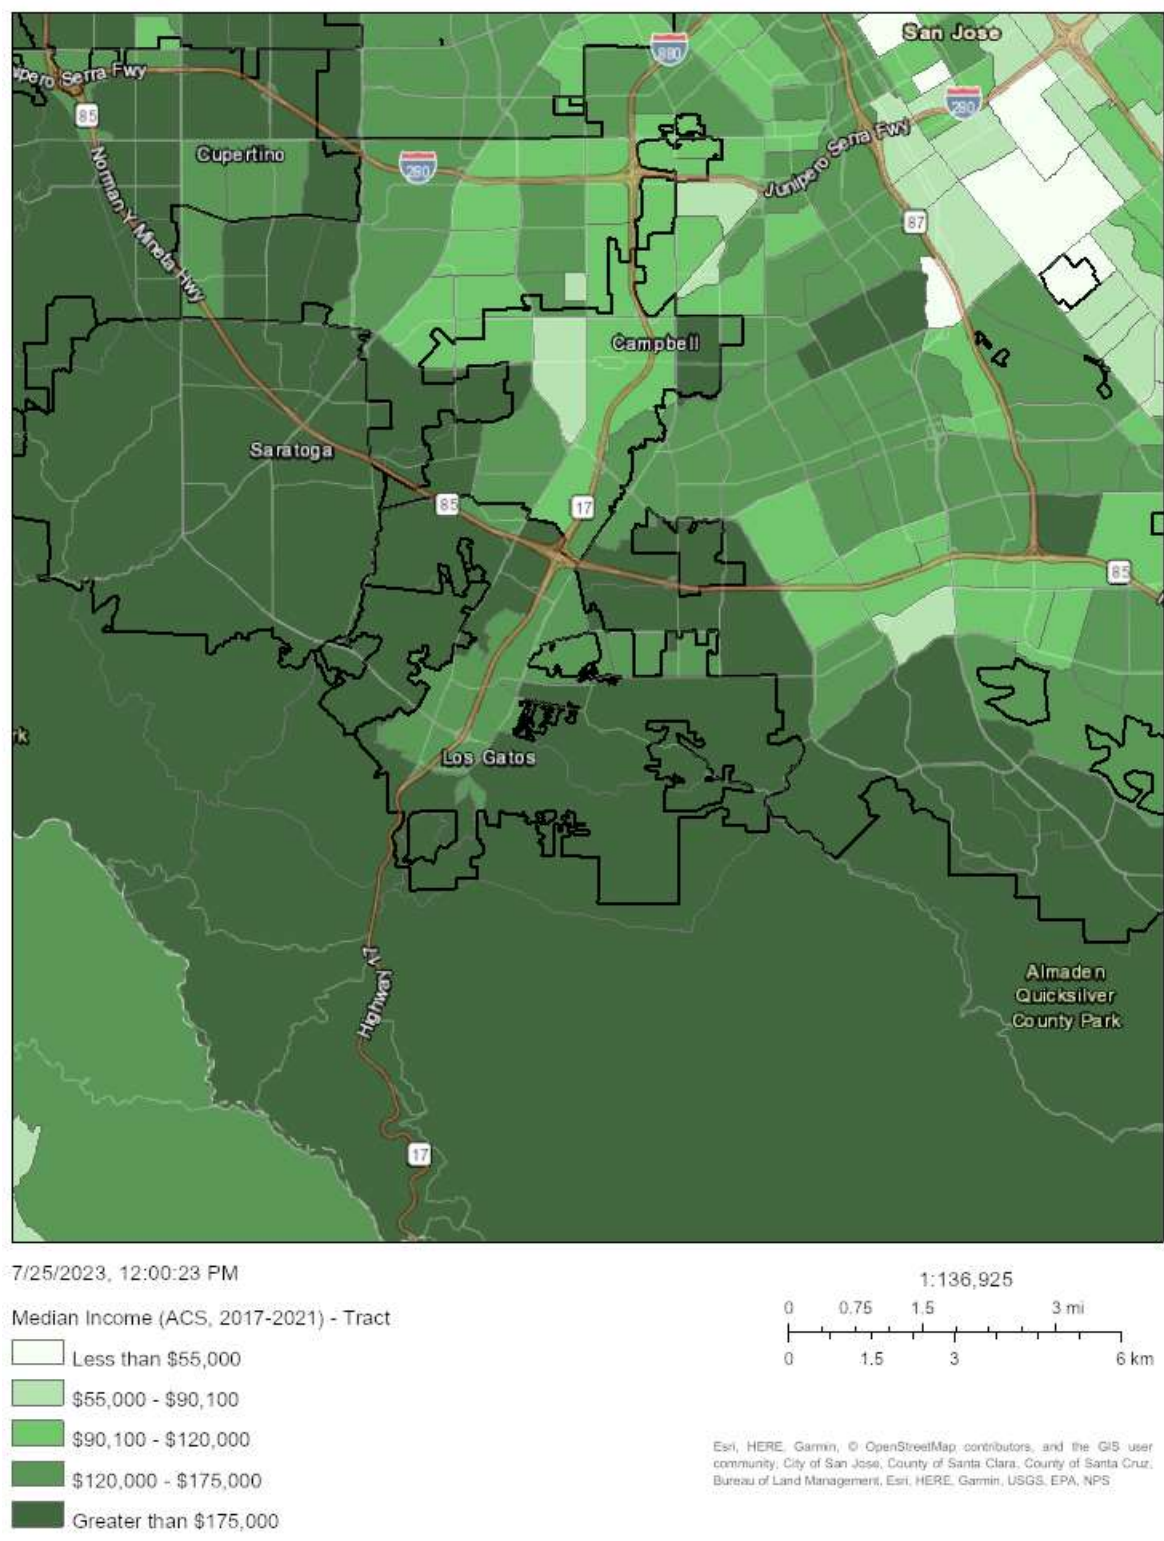 San Jose
880
ipero Serra Fwy
280
85
Junipero Serra Fwy
Cupertino
280
Norman Y Mineta Hwy
87
Campbell
Saratoga
85
17
85
rk
Los Gatos
Almaden
Quicksilver
County Park
Highway 17
17
7/25/2023, 12:00:23 PM
Median Income (ACS, 2017-2021) - Tract
Less than $55,000
$55,000 - $90,100
$90,100 - $120,000
$120,000 - $175,000
Greater than $175,000
1:136,925
0 0.75 1.5 3 mi
0 1.5 3 6 km
Esri, HERE, Garmin, © OpenStreetMap contributors, and the GIS user
community, City of San Jose, County of Santa Clara, County of Santa Cruz,
Bureau of Land Management, Esri, HERE, Garmin, USGS, EPA, NPS